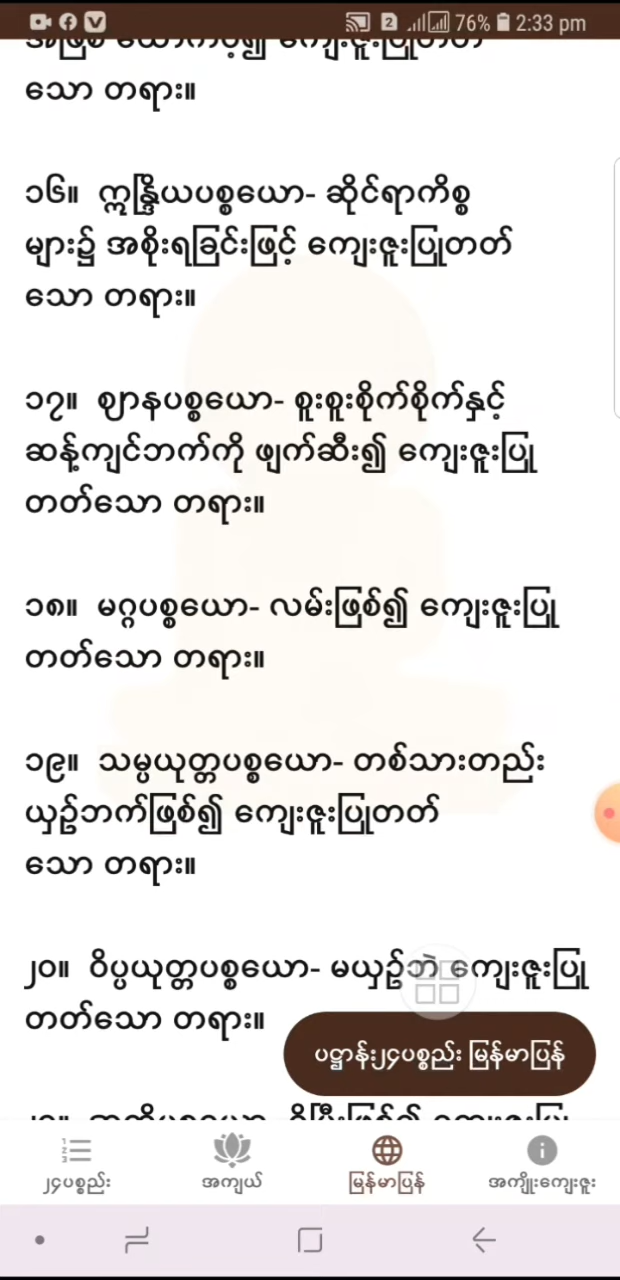 2 76% 2:33 pm
သော တရား။
၁၆။ ဣန္ဒြိယပစ္စယော- ဆိုင်ရာကိစ္စ
များ၌ အစိုးရခြင်းဖြင့် ကျေးဇူးပြုတတ်
သော တရား။
၁၇။ ဈာနပစ္စယော- စူးစူးစိုက်စိုက်နှင့်
ဆန့်ကျင်ဘက်ကို ဖျက်ဆီး၍ ကျေးဇူးပြု
တတ်သော တရား။
၁၈။ မဂ္ဂပစ္စယော- လမ်းဖြစ်၍ ကျေးဇူးပြု
တတ်သော တရား။
၁၉။ သမ္ပယုတ္တပစ္စယော- တစ်သားတည်း
ယှဥ်ဘက်ဖြစ်၍ ကျေးဇူးပြုတတ်
သော တရား။
၂၀။ ဝိပ္ပယုတ္တပစ္စယော- မယှဥ်ဘဲ ကျေးဇူးပြု
တတ်သော တရား။
ပဋ္ဌာန်း၂၄ပစ္စည်း မြန်မာပြန်
၂၄ပစ္စည်း အကျယ် မြန်မာပြန် အကျိုးကျေးဇူး